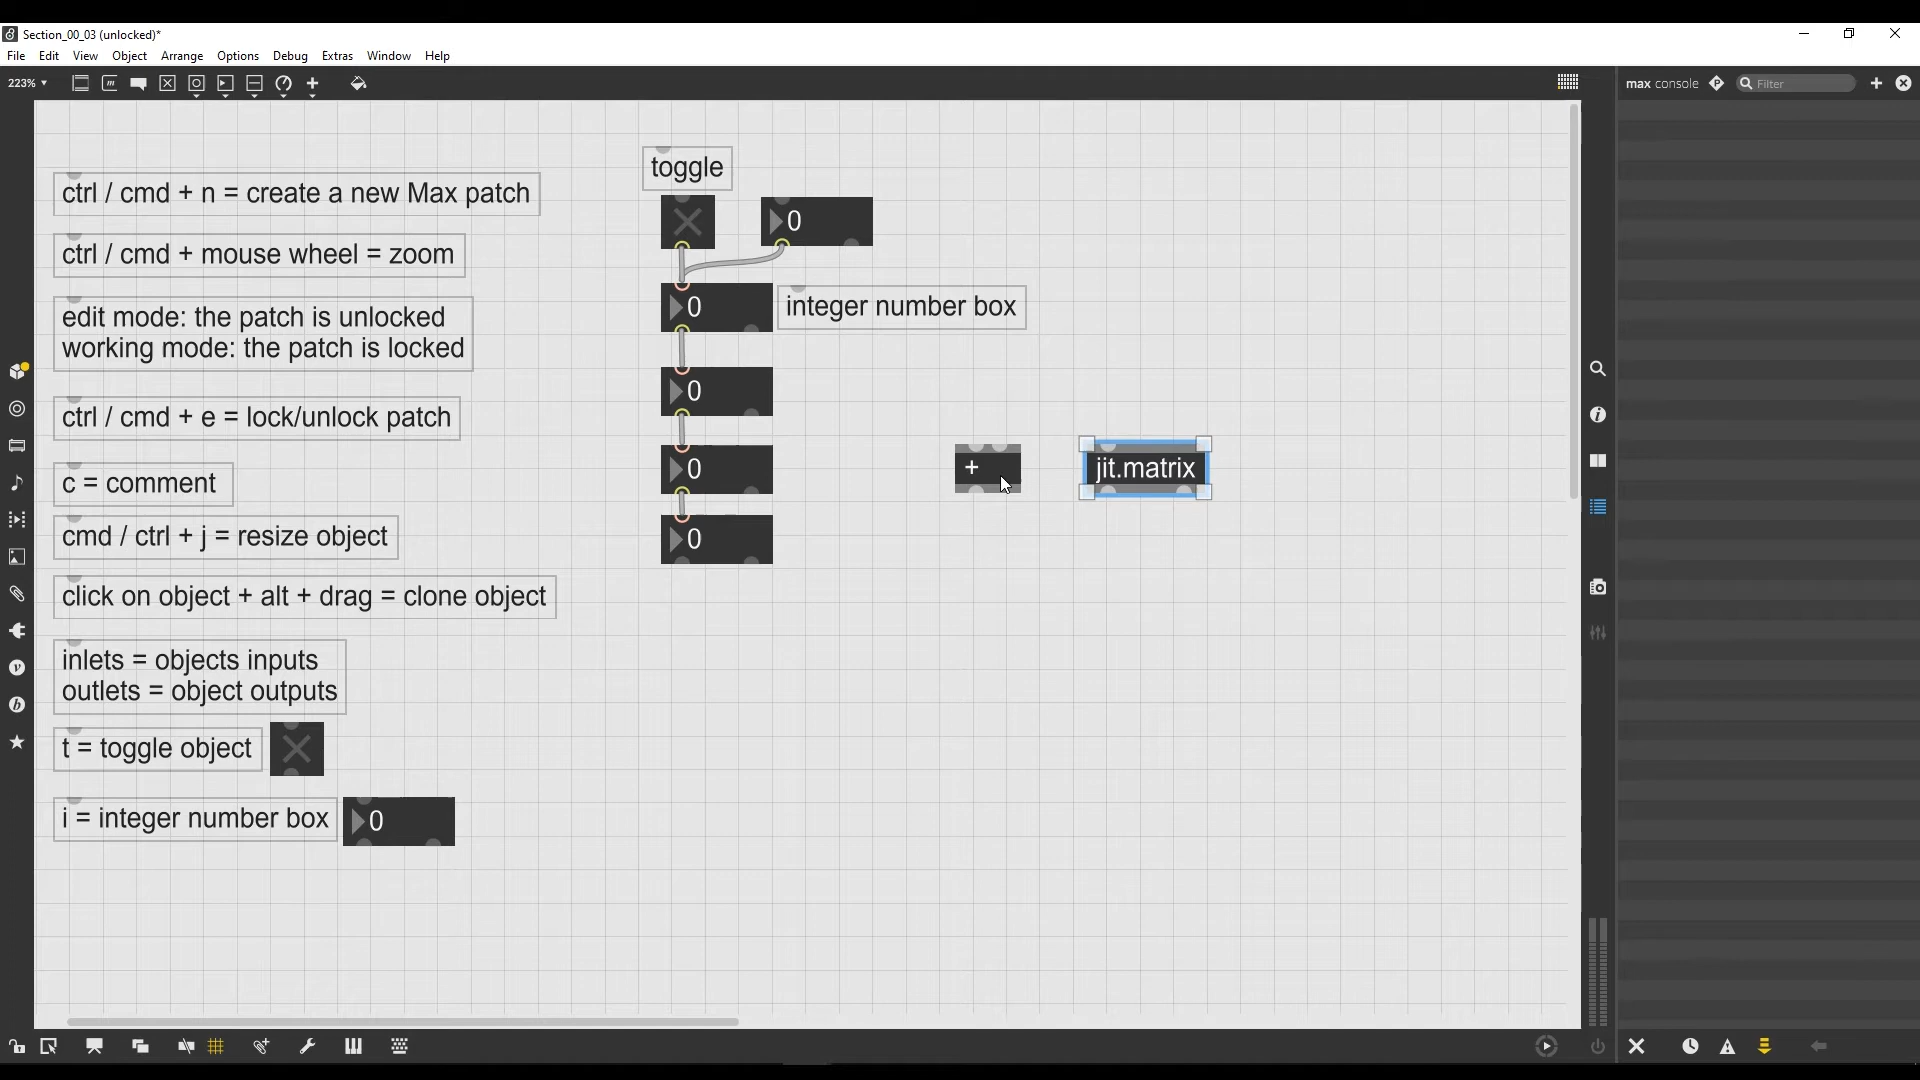 Section_00_03 (unlocked)*
File Edit View Object Arrange Options Debug Extras Window Help
223%
max console
Filter
toggle
0
ctrl / cmd + n = create a new Max patch
ctrl / cmd + mouse wheel = zoom
0
integer number box
edit mode: the patch is unlocked
working mode: the patch is locked
0
ctrl / cmd + e = lock/unlock patch
0
+
jit.matrix
c = comment
cmd / ctrl + j = resize object
0
click on object + alt + drag = clone object
inlets = objects inputs
outlets = object outputs
t = toggle object
i = integer number box
0